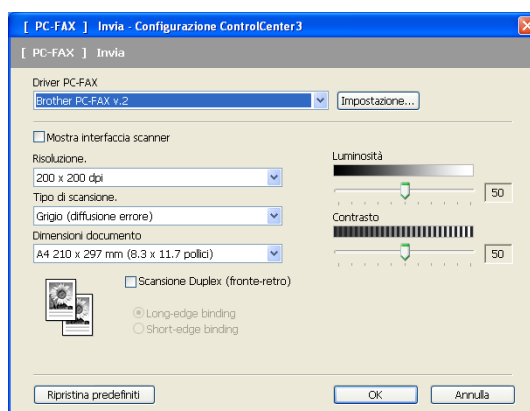 [ PC-FAX ] Invia - Configurazione ControlCenter3
[ PC-FAX ] Invia
Driver PC-FAX
Brother PC-FAX v.2
Impostazione...
Mostra interfaccia scanner
Risoluzione.
200 x 200 dpi
Tipo di scansione.
Grigio (diffusione errore)
Dimensioni documento
A4 210 x 297 mm (8.3 x 11.7 pollici)
Luminosità
50
Contrasto
50
Scansione Duplex (fronte-retro)
Long-edge binding
Short-edge binding
Ripristina predefiniti
OK
Annulla